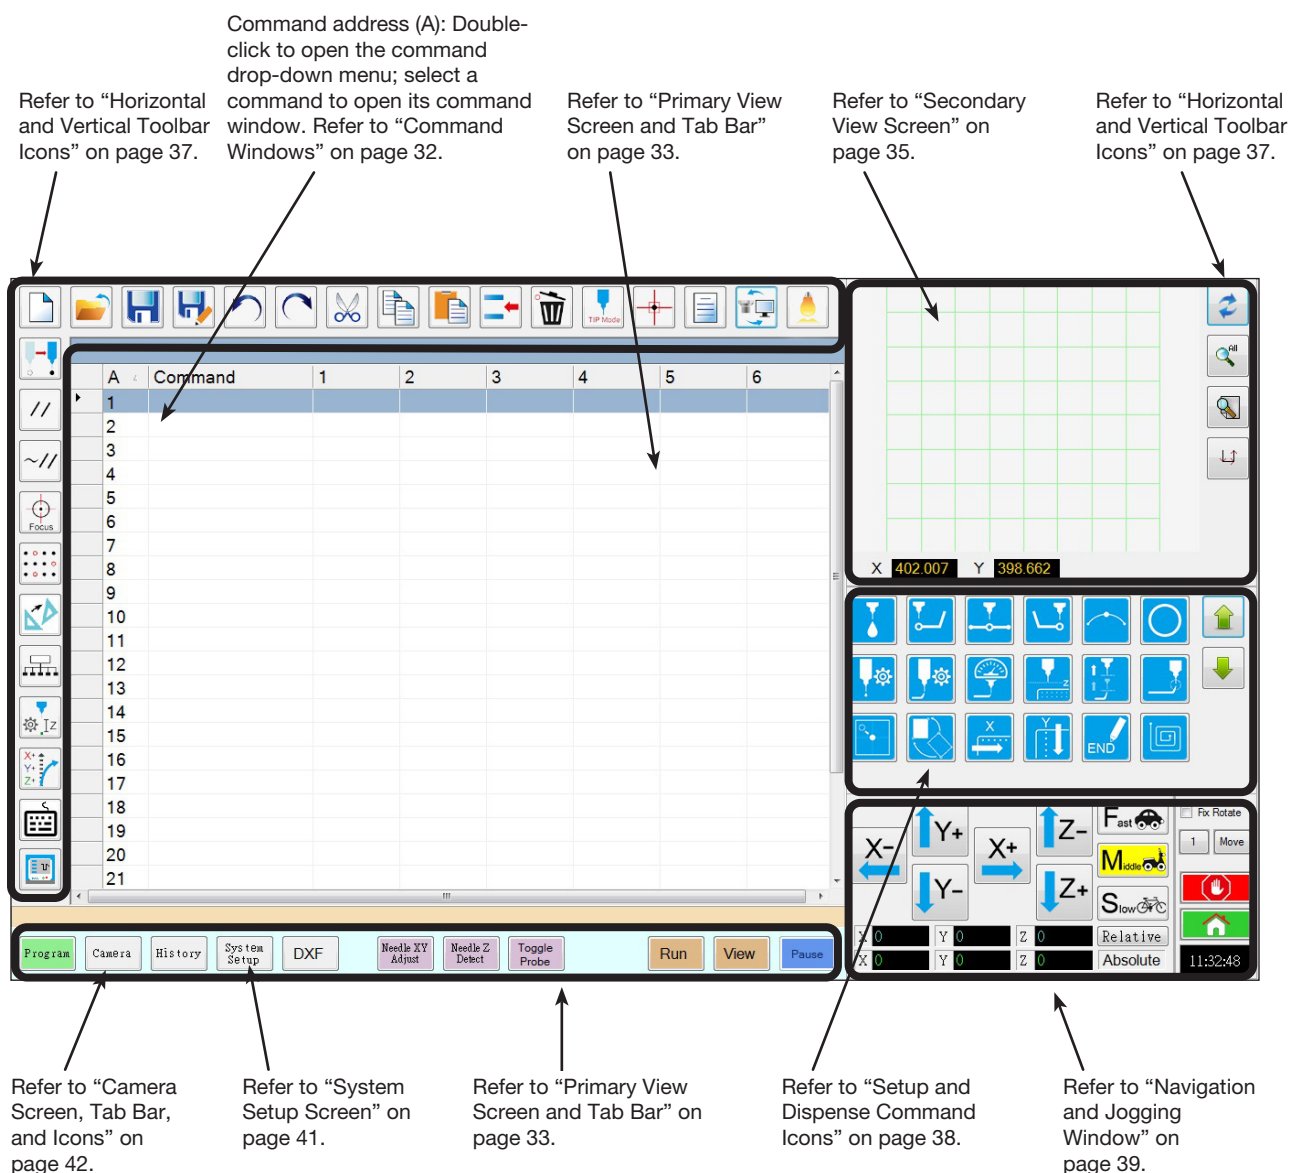 Command address (A): Double-
click to open the command
drop-down menu; select a
command to open its command
window. Refer to “Command
Windows” on page 32.
Refer to “Horizontal
and Vertical Toolbar
Icons” on page 37.
Refer to “Primary View
Screen and Tab Bar”
on page 33.
Refer to “Secondary
View Screen” on
page 35.
Refer to “Horizontal
and Vertical Toolbar
Icons” on page 37.
TIP Mode
All
A Command 1 2 3 4 5 6
1
2
3
4
5
6
7
8
9
10
11
12
13
14
15
16
17
18
19
20
21
//
~//
Focus
Z
X+
Y+
Z+
X 402.007 Y 398.662
Z
X
Y
END
X-
Y+
Y-
X+
Z-
Z+
Fast
Middle
Slow
Fix Rotate
1 Move
X 0 Y 0 Z 0 Relative
X 0 Y 0 Z 0 Absolute
11:32:48
Program
Camera
History
System
Setup
DXF
Needle XY
Adjust
Needle Z
Detect
Toggle
Probe
Run
View
Pause
Refer to “Camera
Screen, Tab Bar,
and Icons” on
page 42.
Refer to “System
Setup Screen” on
page 41.
Refer to “Primary View
Screen and Tab Bar” on
page 33.
Refer to “Setup and
Dispense Command
Icons” on page 38.
Refer to “Navigation
and Jogging
Window” on
page 39.